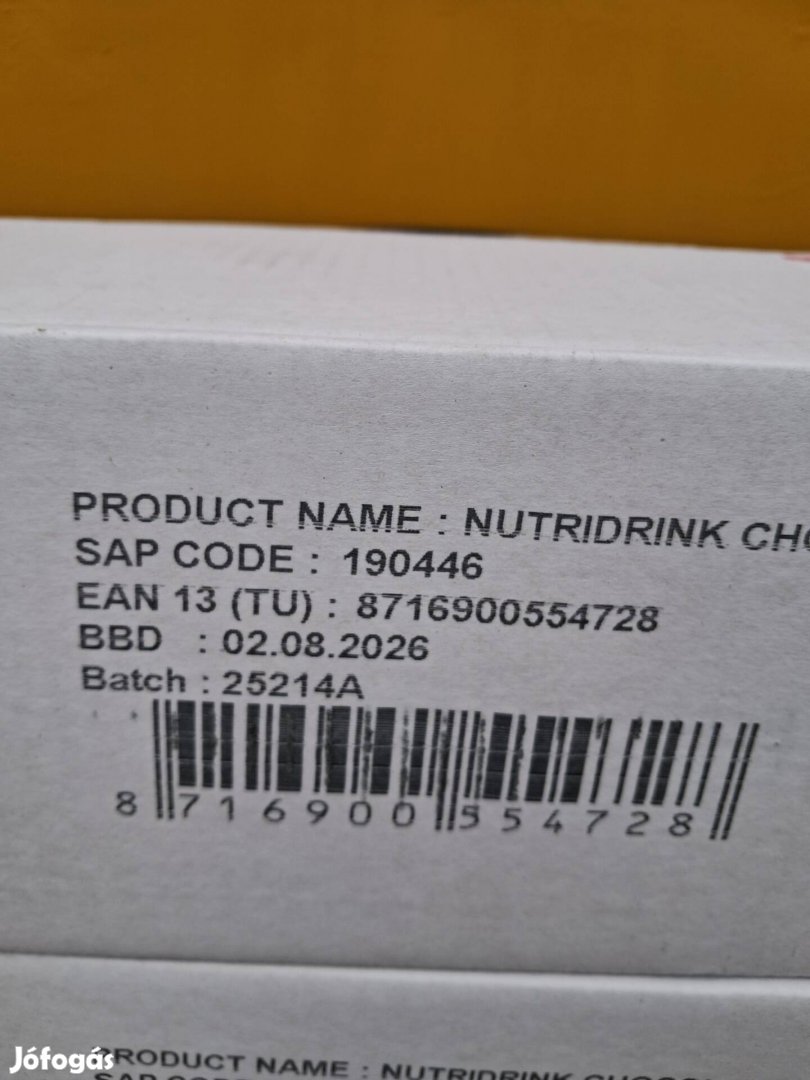 PRODUCT NAME : NUTRIDRINK CHO
SAP CODE : 190446
EAN 13 (TU) : 8716900554728
BBD : 02.08.2026
Batch : 25214A
8 716900 554728
PRODUCT NAME : NUTRIDRINK
Jófogás